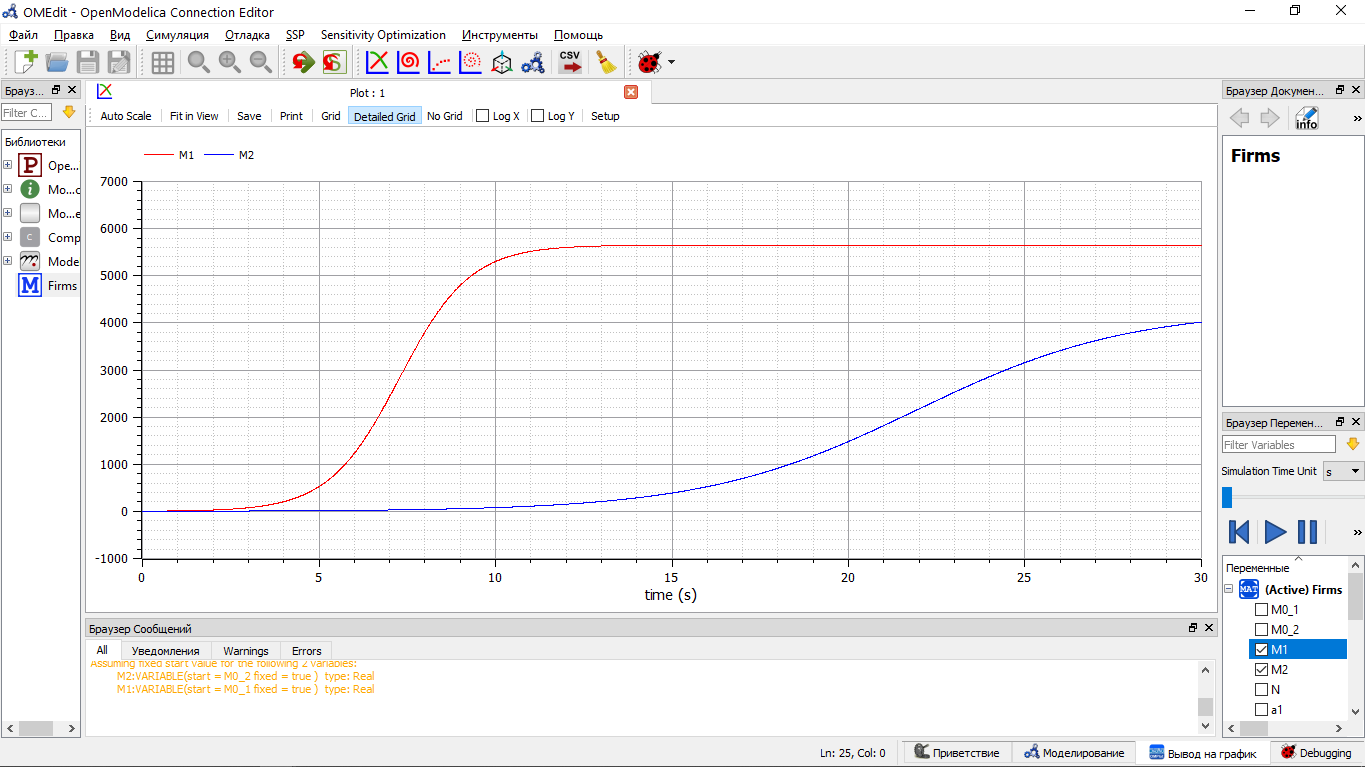 OMEdit - OpenModelica Connection Editor
Файл Правка Вид Симуляция Отладка SSP Sensitivity Optimization Инструменты Помощь
CSV
Брауз...
Filter C...
Библиотеки
P Ope...
i Mo...c
Mo...e
C Comp
Mode
M Firms
Plot : 1
Auto Scale Fit in View Save Print Grid Detailed Grid No Grid Log X Log Y Setup
M1 M2
7000
6000
5000
4000
3000
2000
1000
0
-1000
0 5 10 15 20 25 30
time (s)
Браузер Сообщений
All Уведомления Warnings Errors
Assuming fixed start value for the following 2 variables:
M2:VARIABLE(start = M0_2 fixed = true ) type: Real
M1:VARIABLE(start = M0_1 fixed = true ) type: Real
Браузер Докумен...
info
»
Firms
Браузер Перемен...
Filter Variables
Simulation Time Unit s
»
Переменные
MAT (Active) Firms
M0_1
M0_2
M1
M2
N
a1
Ln: 25, Col: 0 Приветствие Моделирование Вывод на график Debugging